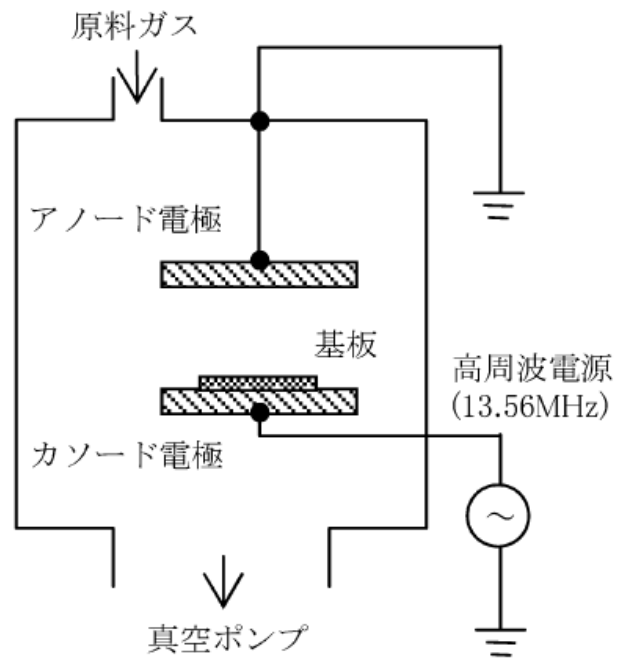 原料ガス
アノード電極
基板
高周波電源
(13.56MHz)
カソード電極
真空ポンプ